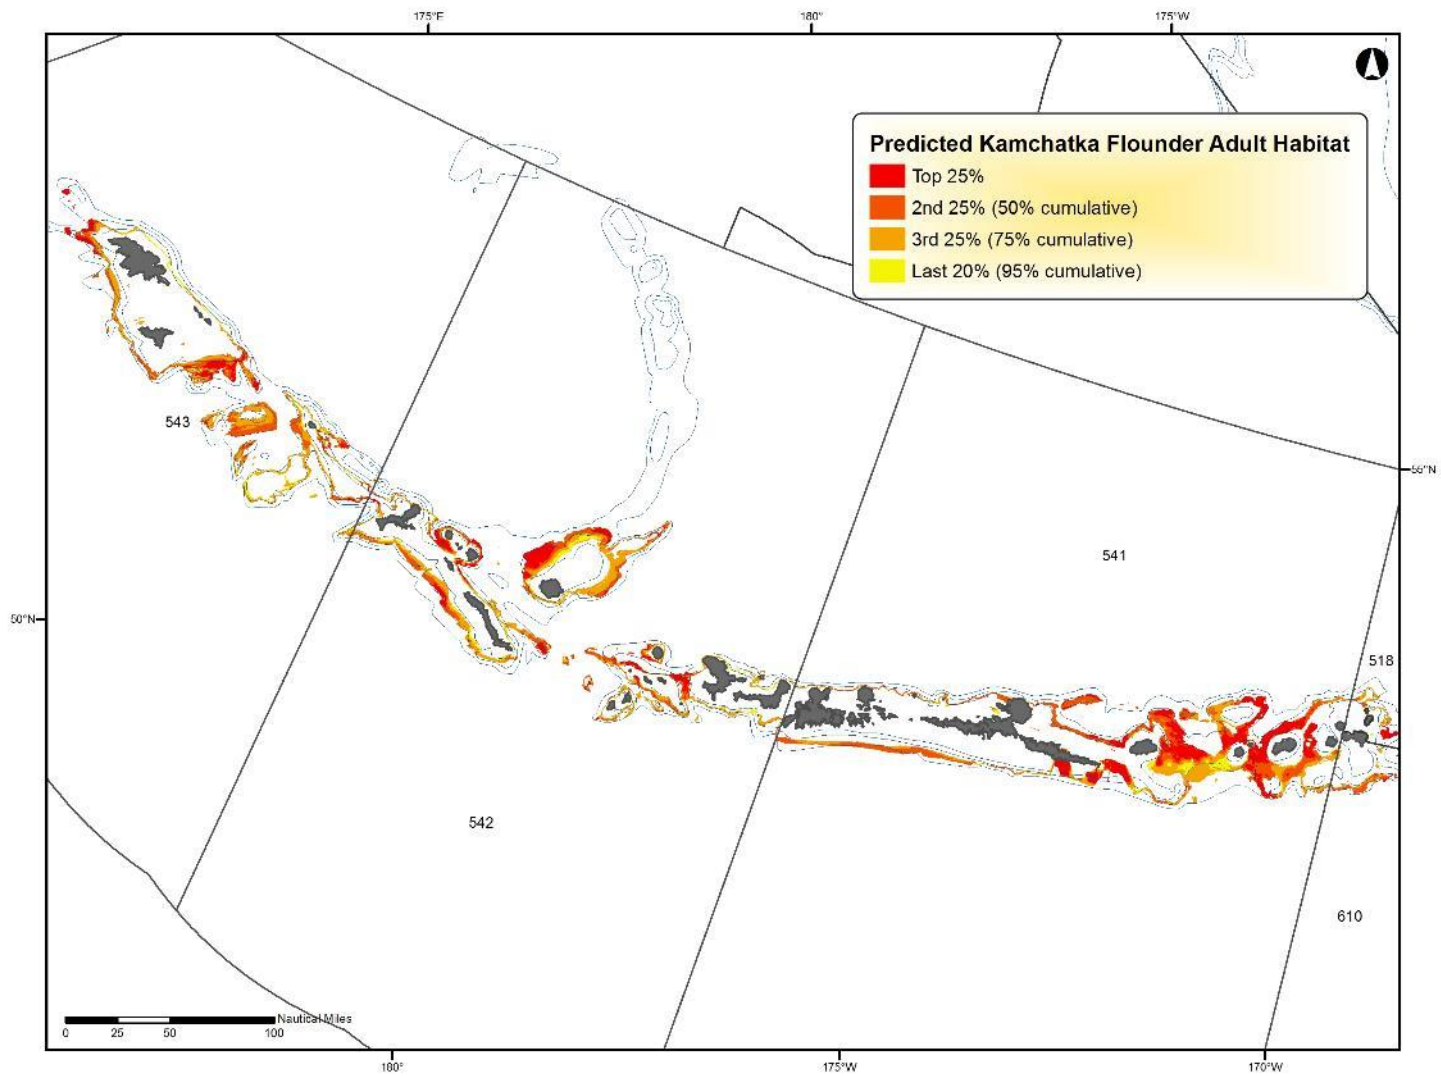 175°E 180° 175°W
Predicted Kamchatka Flounder Adult Habitat
Top 25%
2nd 25% (50% cumulative)
3rd 25% (75% cumulative)
Last 20% (95% cumulative)
543
55°N
541
50°N
518
542
610
Nautical Miles
0 25 50 100
180° 175°W 170°W